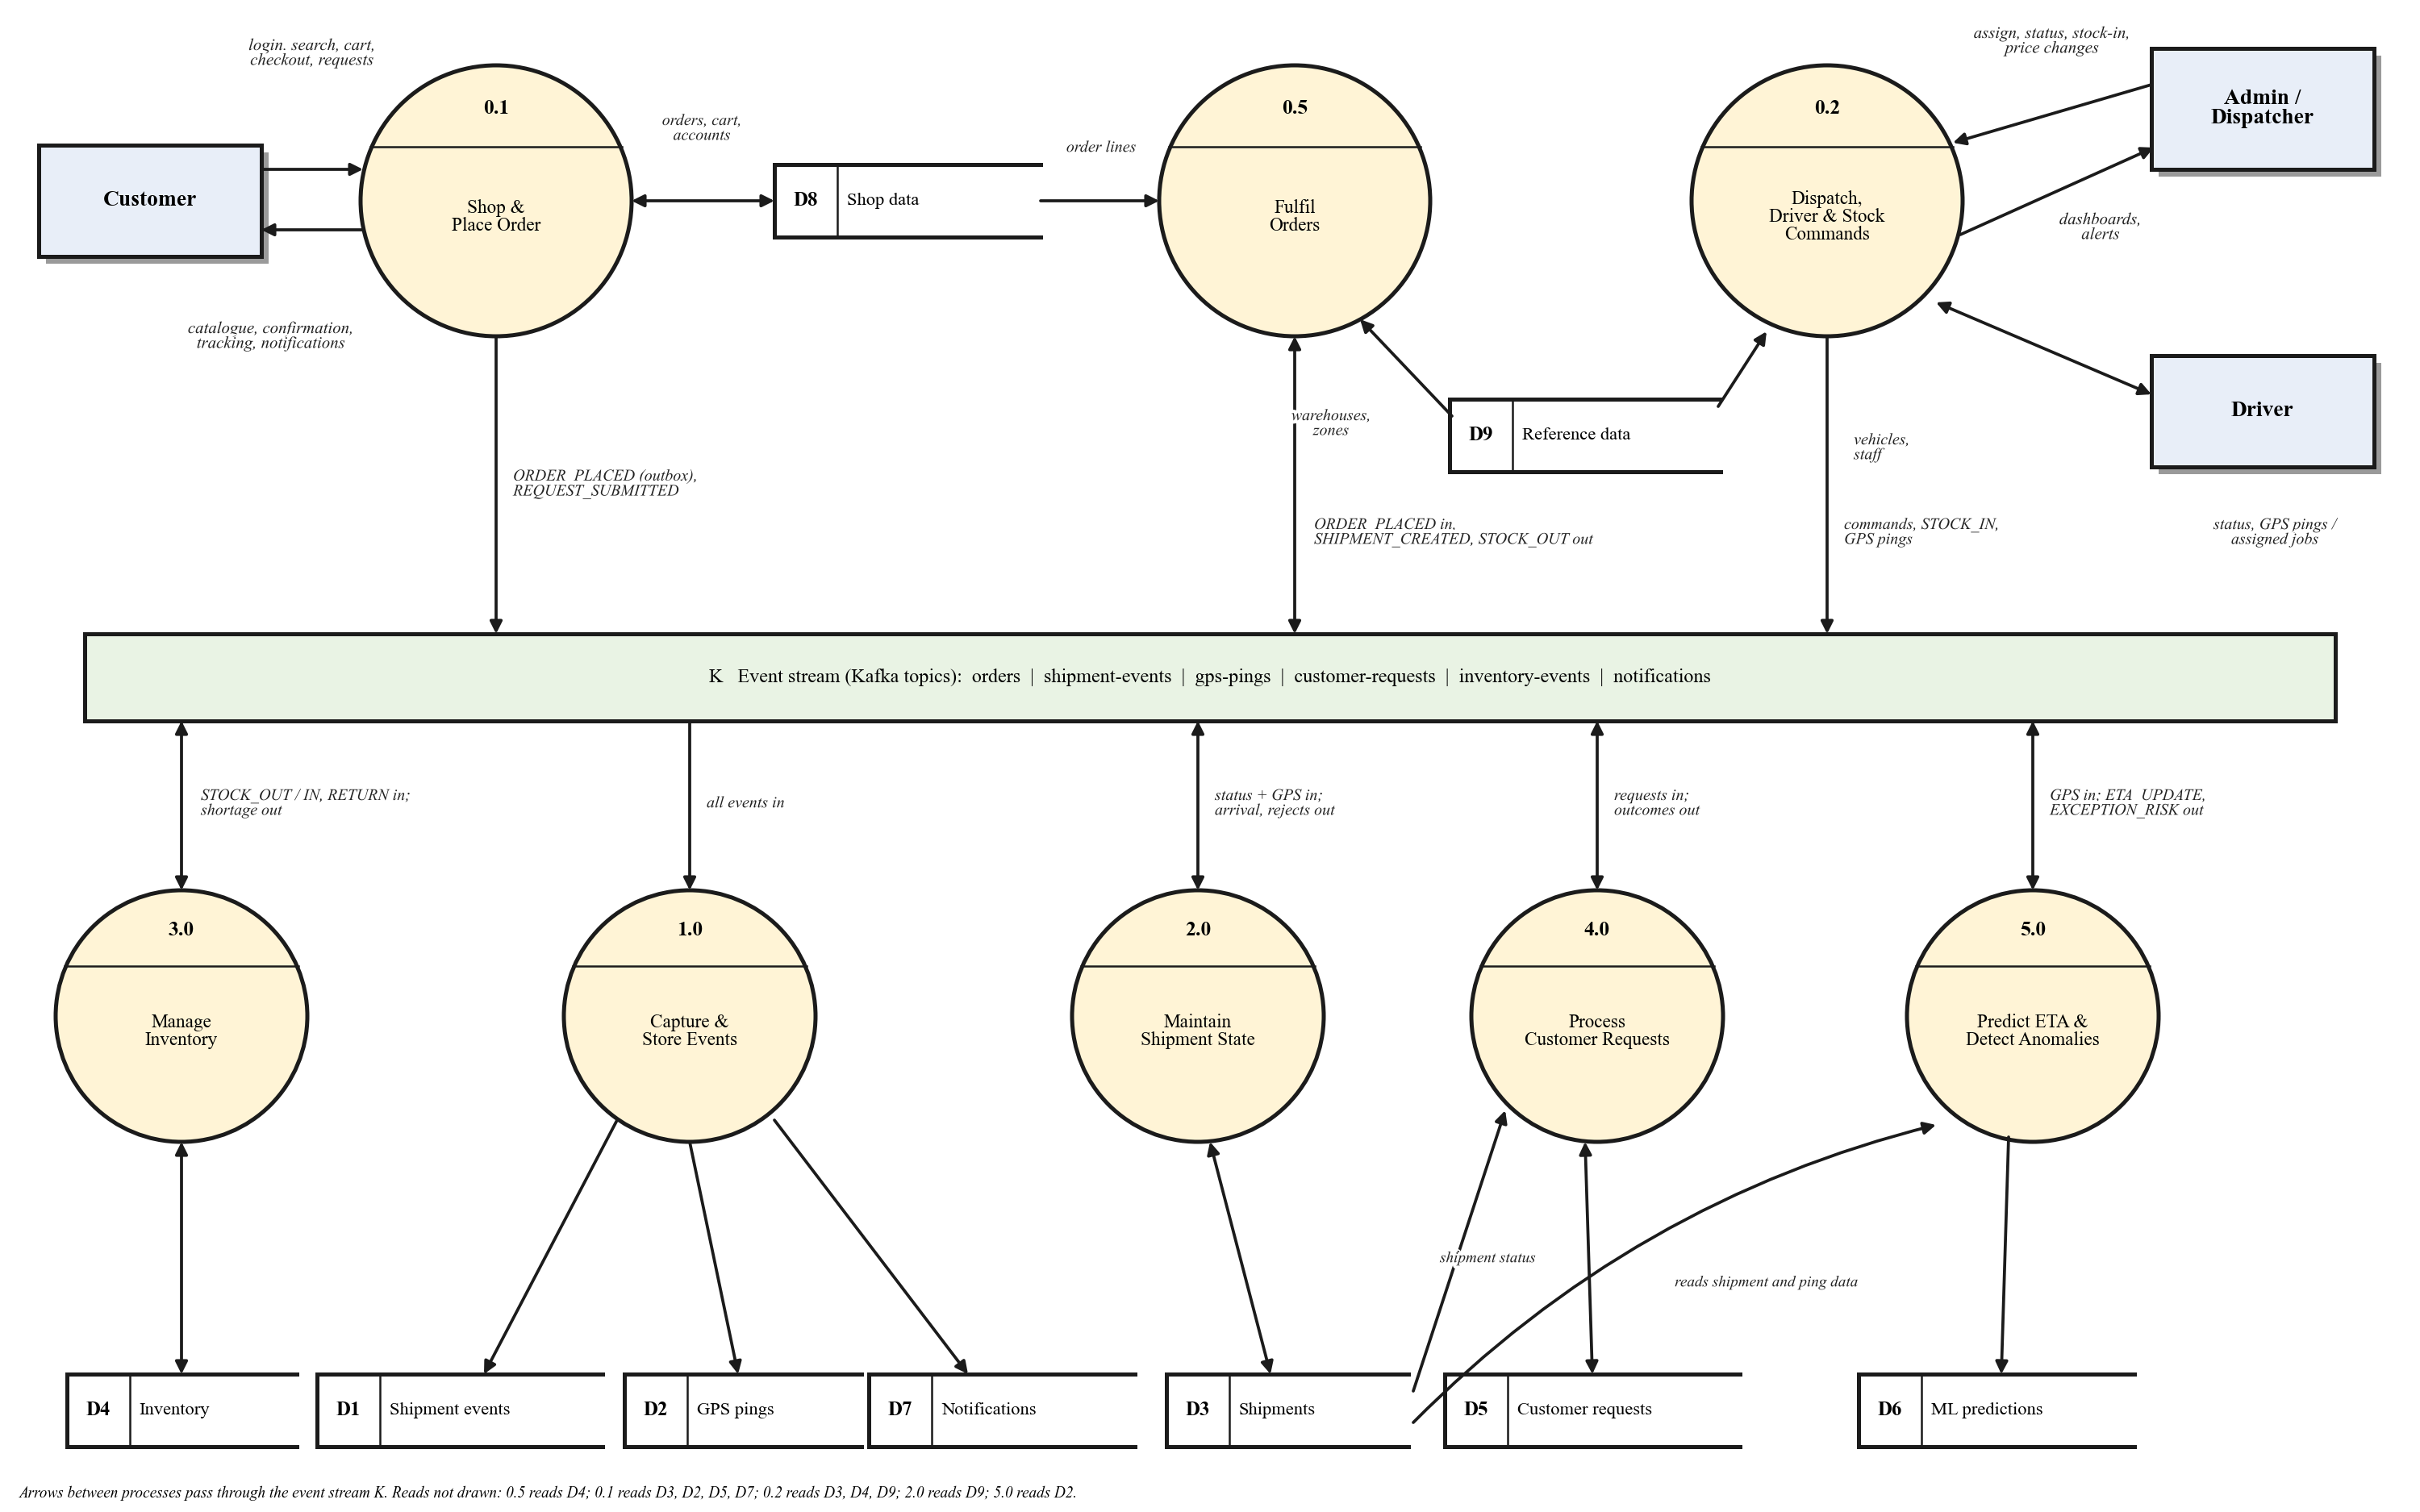 login. search, cart,
checkout, requests
assign, status, stock-in,
price changes
0.1
0.5
0.2
Admin /
Dispatcher
orders, cart,
accounts
order lines
Customer
Shop &
Place Order
D8 Shop data
Fulfil
Orders
Dispatch,
Driver & Stock
Commands
dashboards,
alerts
catalogue, confirmation,
tracking, notifications
warehouses,
zones
D9 Reference data
vehicles,
staff
Driver
ORDER_PLACED (outbox),
REQUEST_SUBMITTED
ORDER_PLACED in.
SHIPMENT_CREATED, STOCK_OUT out
commands, STOCK_IN,
GPS pings
status, GPS pings /
assigned jobs
K Event stream (Kafka topics): orders | shipment-events | gps-pings | customer-requests | inventory-events | notifications
STOCK_OUT / IN, RETURN in;
shortage out
all events in
status + GPS in;
arrival, rejects out
requests in;
outcomes out
GPS in; ETA_UPDATE,
EXCEPTION_RISK out
3.0
1.0
2.0
4.0
5.0
Manage
Inventory
Capture &
Store Events
Maintain
Shipment State
Process
Customer Requests
Predict ETA &
Detect Anomalies
shipment status
reads shipment and ping data
D4 Inventory
D1 Shipment events
D2 GPS pings
D7 Notifications
D3 Shipments
D5 Customer requests
D6 ML predictions
Arrows between processes pass through the event stream K. Reads not drawn: 0.5 reads D4; 0.1 reads D3, D2, D5, D7; 0.2 reads D3, D4, D9; 2.0 reads D9; 5.0 reads D2.